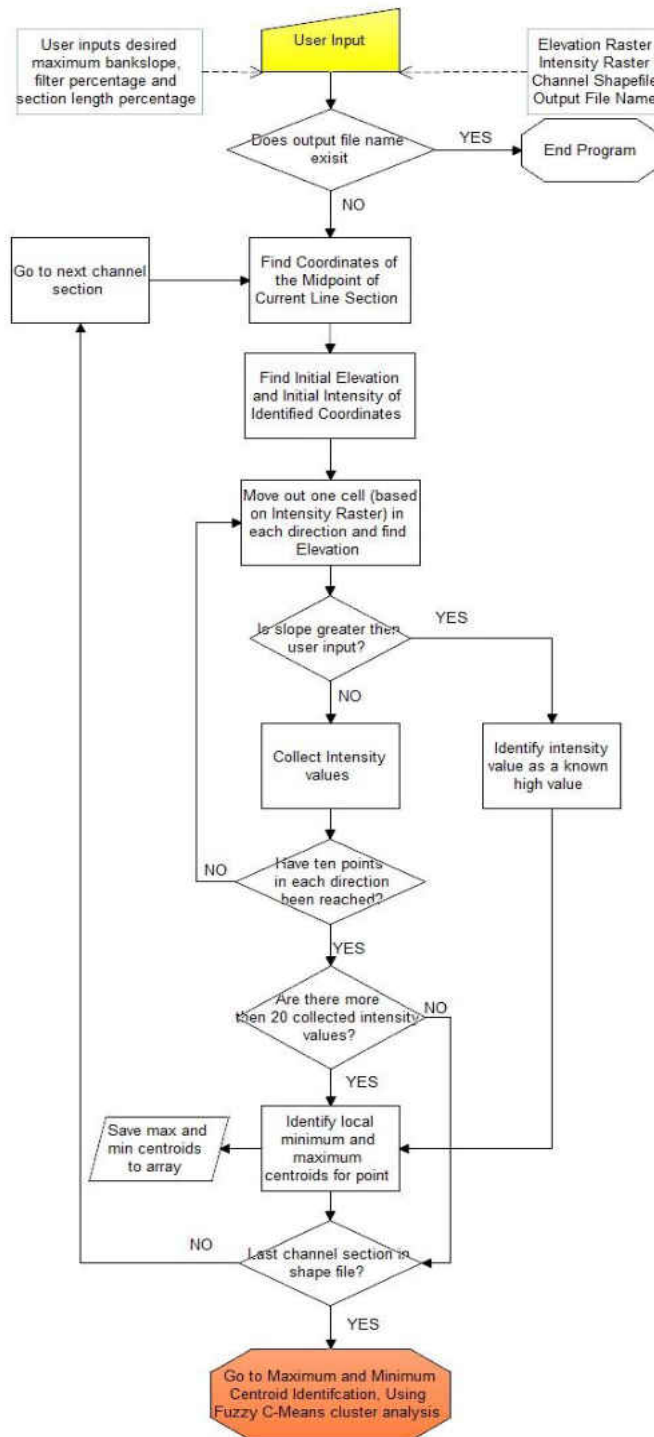 User inputs desired
maximum bankslope,
filter percentage and
section length percentage
User Input
Elevation Raster
Intensity Raster
Channel Shapefile
Output File Name
Does output file name
exisit
YES
End Program
NO
Go to next channel
section
Find Coordinates of
the Midpoint of
Current Line Section
Find Initial Elevation
and Initial Intensity of
Identified Coordinates
Move out one cell (based
on Intensity Raster) in
each direction and find
Elevation
Is slope greater then
user input?
YES
NO
Collect Intensity
values
Identify intensity
value as a known
high value
Have ten points
in each direction
been reached?
NO
YES
Are there more
then 20 collected intensity
values?
NO
YES
Save max and
min centroids
to array
Identify local
minimum and
maximum
centroids for point
Last channel section in
shape file?
NO
YES
Go to Maximum and Minimum
Centroid Identifcation, Using
Fuzzy C-Means cluster analysis